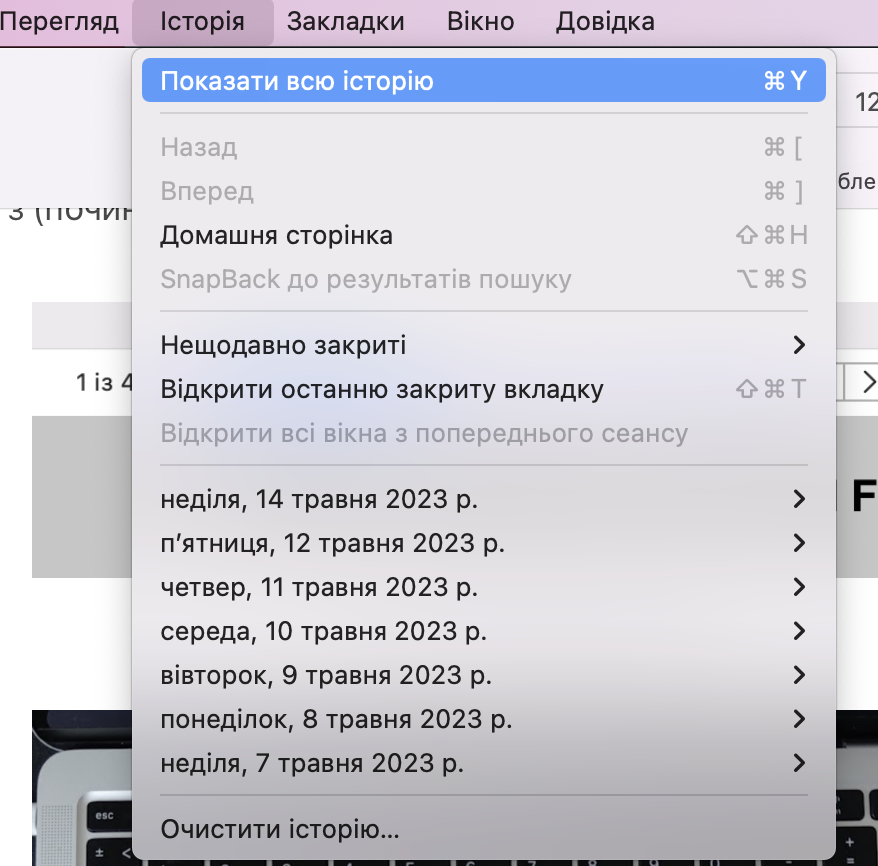 Перегляд Історія Закладки Вікно Довідка
Показати всю історію ⌘ Y
12
Назад ⌘ [
бле
Вперед ⌘ ]
з (почин
Домашня сторінка ⇧ ⌘ H
SnapBack до результатів пошуку ⌥ ⌘ S
Нещодавно закриті
1 із 4
Відкрити останню закриту вкладку ⇧ ⌘ T
Відкрити всі вікна з попереднього сеансу
неділя, 14 травня 2023 р.
F
п’ятниця, 12 травня 2023 р.
четвер, 11 травня 2023 р.
середа, 10 травня 2023 р.
вівторок, 9 травня 2023 р.
понеділок, 8 травня 2023 р.
неділя, 7 травня 2023 р.
esc
Очистити історію...